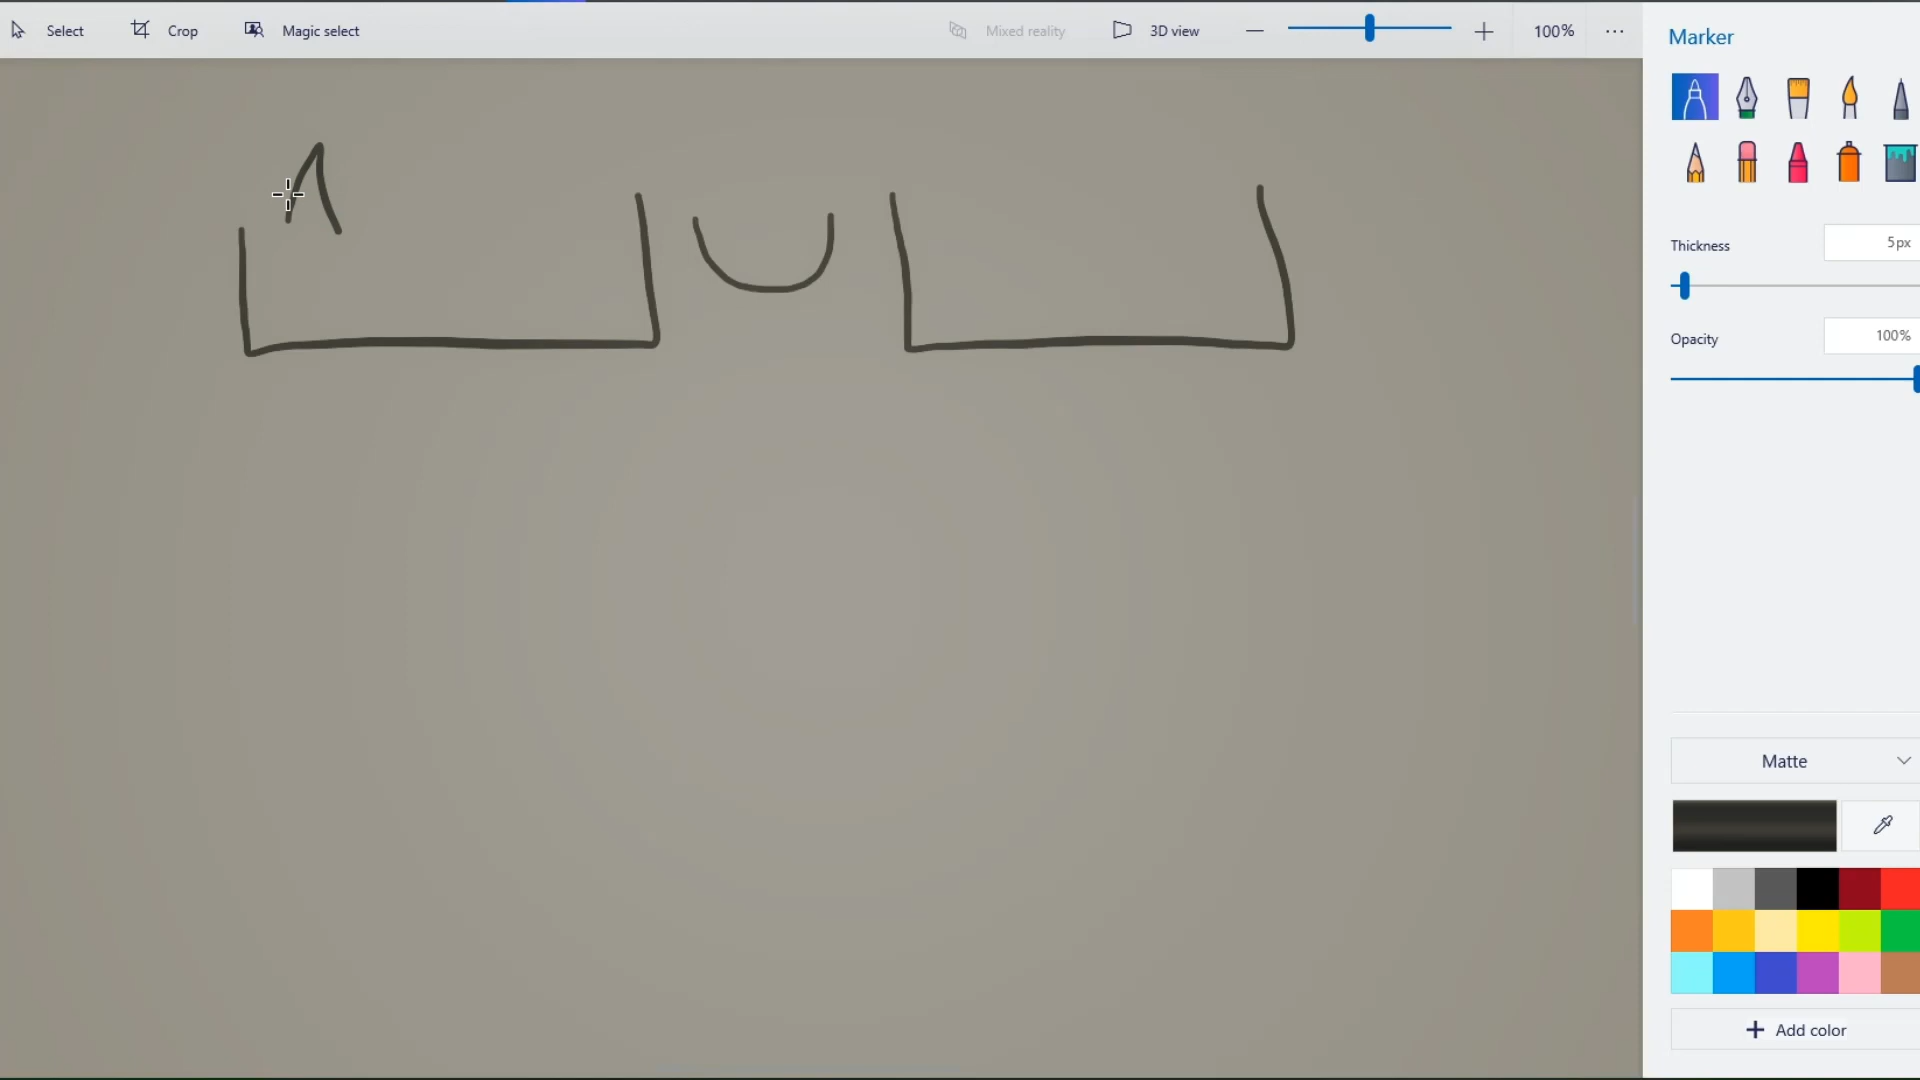 Select Crop Magic select Mixed reality 3D view 100% ...
Marker
Thickness 5px
Opacity 100%
Matte
Add color